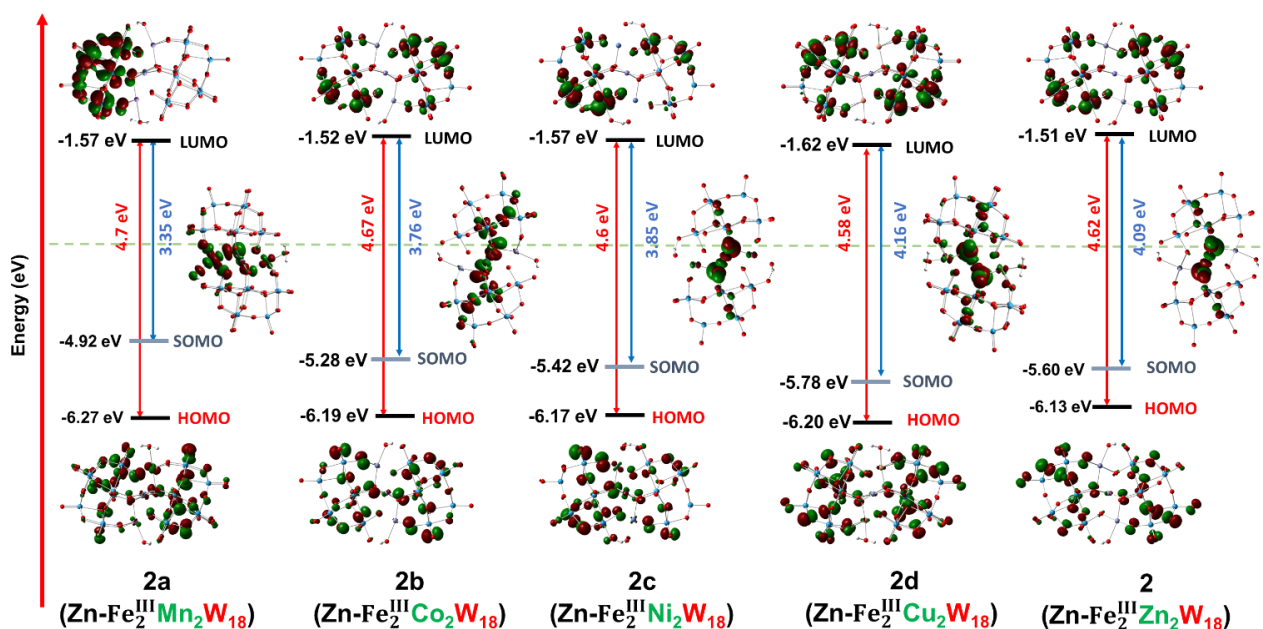 Energy (eV)
-1.57 eV LUMO
4.7 eV
3.35 eV
-4.92 eV SOMO
-6.27 eV HOMO
2a
(Zn-Fe₂ᴵᴵᴵMn₂W₁₈)
-1.52 eV LUMO
4.67 eV
3.76 eV
-5.28 eV SOMO
-6.19 eV HOMO
2b
(Zn-Fe₂ᴵᴵᴵCo₂W₁₈)
-1.57 eV LUMO
4.6 eV
3.85 eV
-5.42 eV SOMO
-6.17 eV HOMO
2c
(Zn-Fe₂ᴵᴵᴵNi₂W₁₈)
-1.62 eV LUMO
4.58 eV
4.16 eV
-5.78 eV SOMO
-6.20 eV HOMO
2d
(Zn-Fe₂ᴵᴵᴵCu₂W₁₈)
-1.51 eV LUMO
4.62 eV
4.09 eV
-5.60 eV SOMO
-6.13 eV HOMO
2
(Zn-Fe₂ᴵᴵᴵZn₂W₁₈)